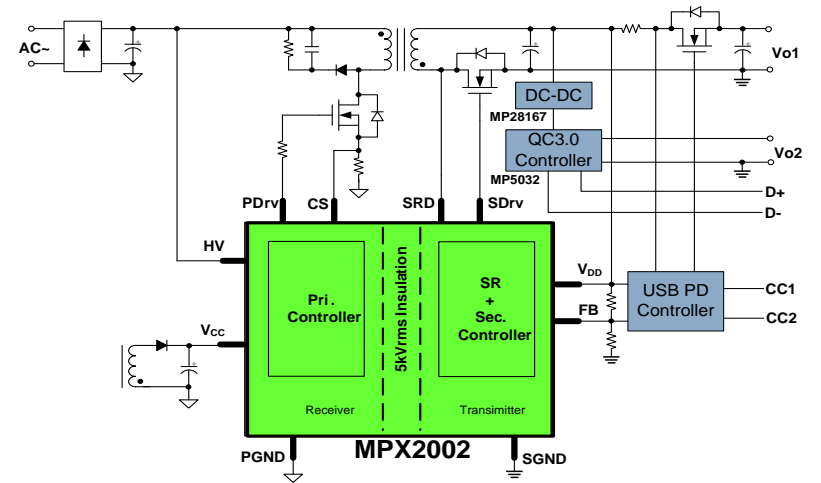 AC~
Vo1
DC-DC
MP28167
QC3.0
Controller
MP5032
Vo2
D+
D-
PDrv
CS
SRD
SDrv
HV
VCC
Pri .
Controller
5kVrms Insulation
SR
+
Sec.
Controller
VDD
FB
USB PD
Controller
CC1
CC2
Receiver
Transimitter
PGND
MPX2002
SGND